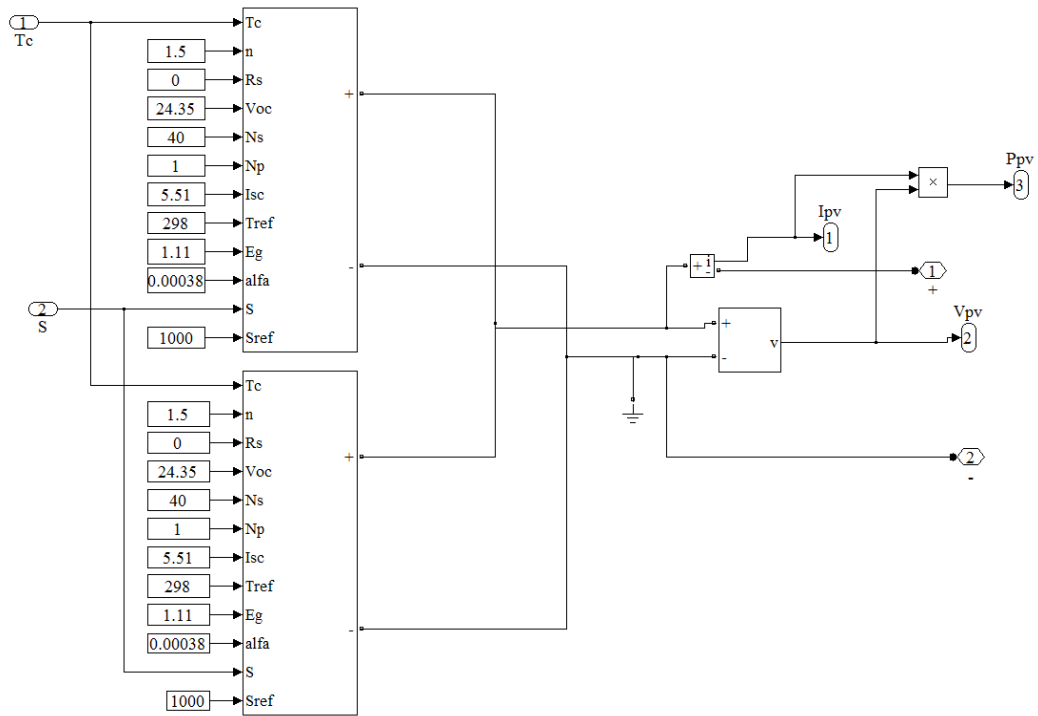 1
Tc
Tc
1.5
n
0
Rs
+
24.35
Voc
40
Ns
1
Np
5.51
Isc
298
Tref
1.11
Eg
-
0.00038
alfa
2
S
S
1000
Sref
Tc
1.5
n
0
Rs
+
24.35
Voc
40
Ns
1
Np
5.51
Isc
298
Tref
1.11
Eg
-
0.00038
alfa
S
1000
Sref
+
i
-
Ipv
1
×
Ppv
3
1
+
+
-
v
Vpv
2
2
-